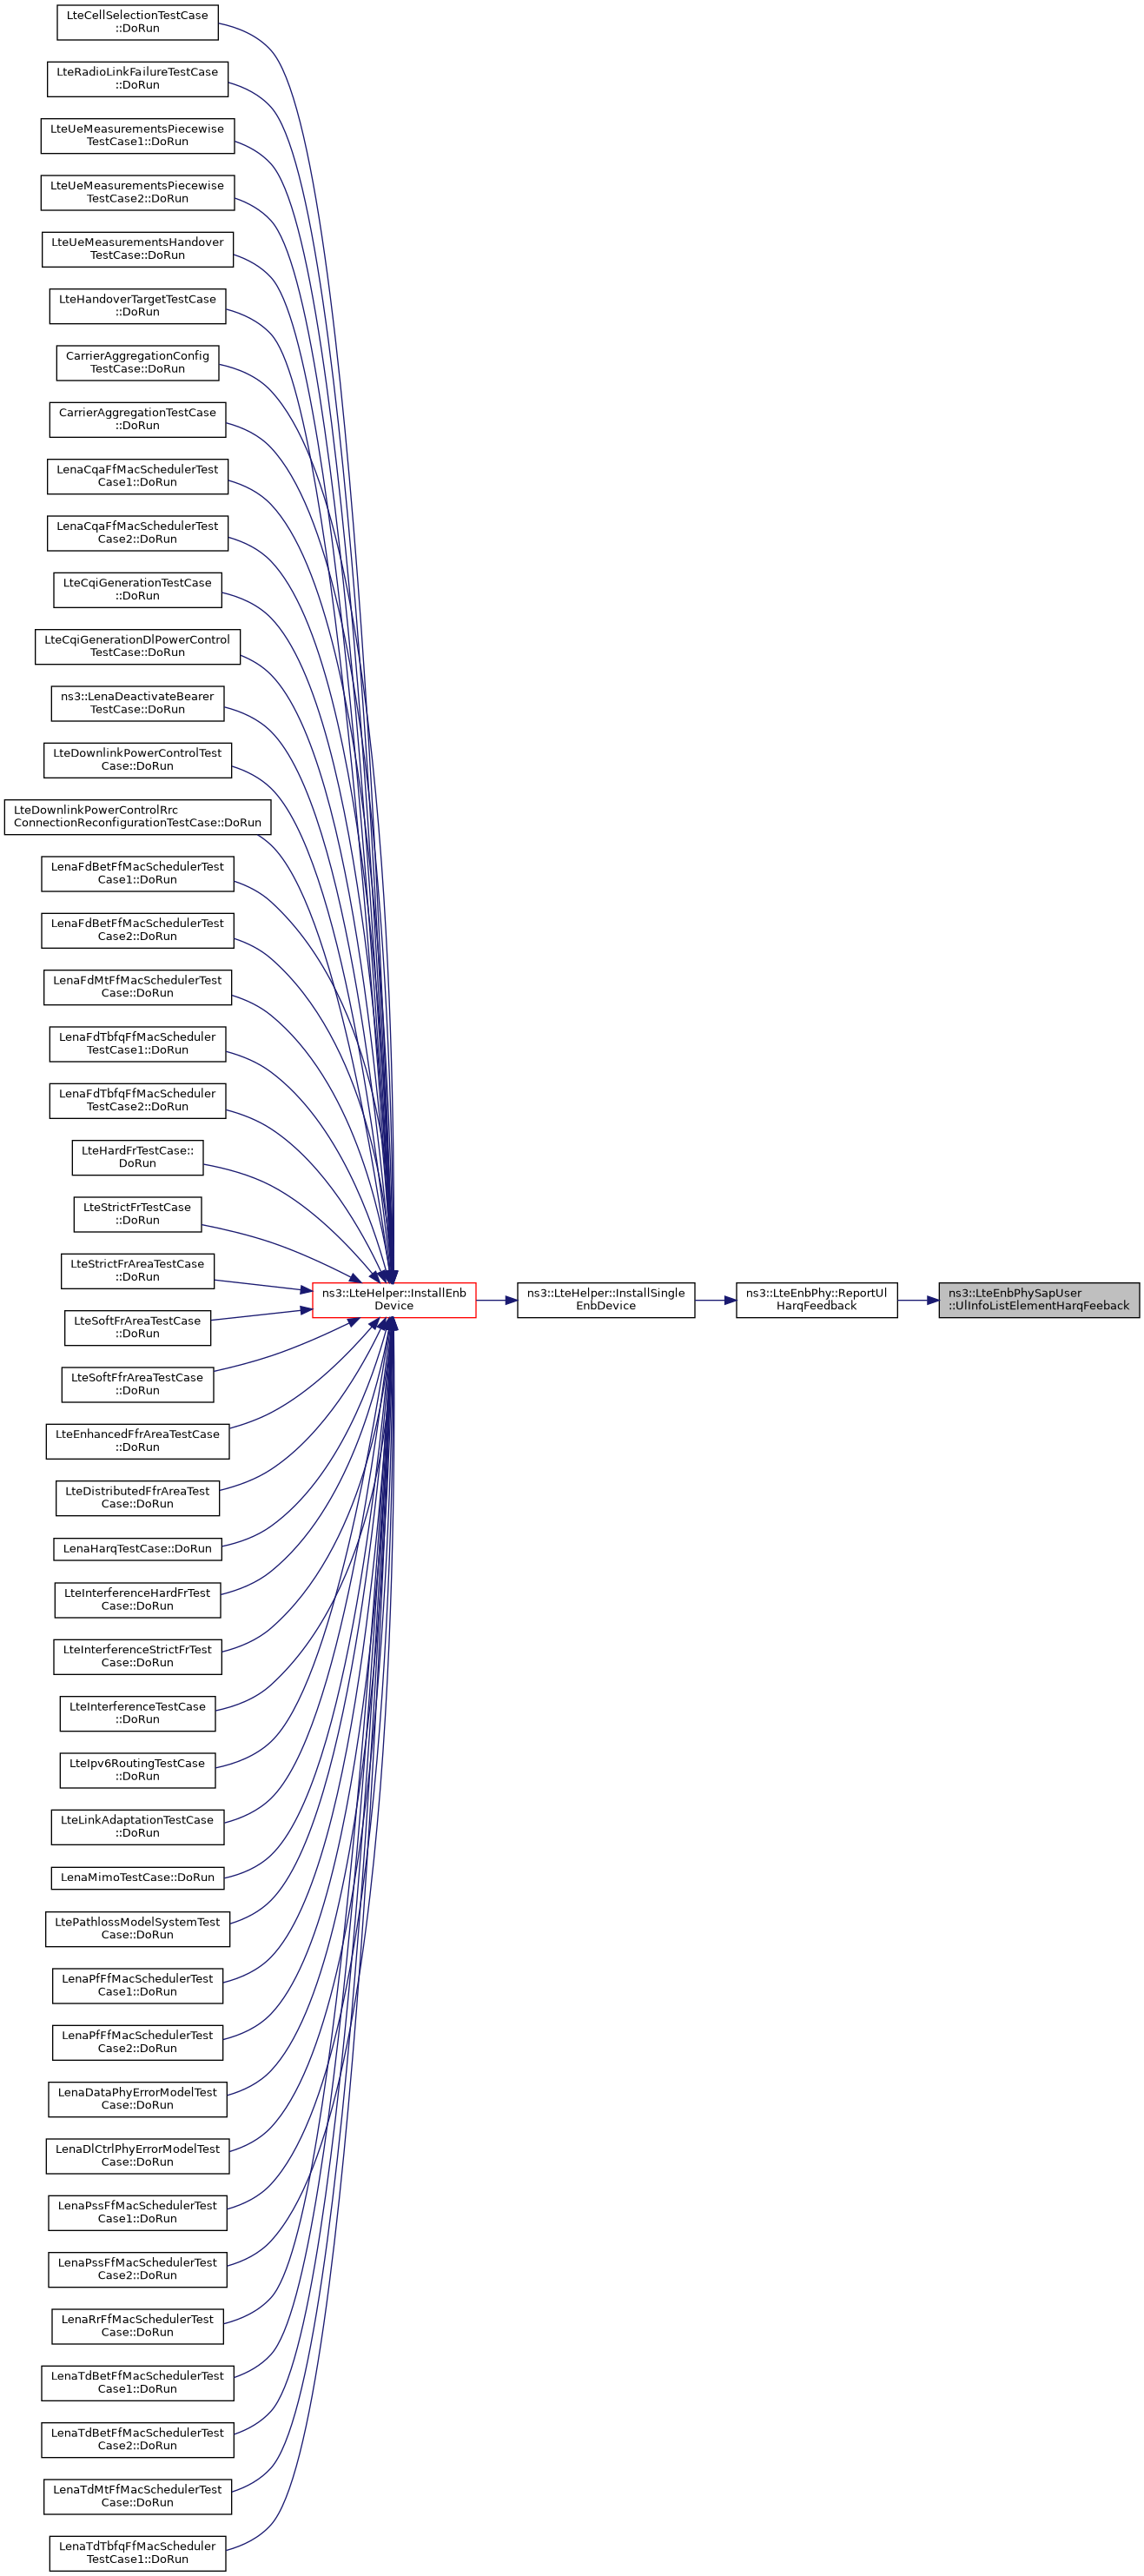 LteCellSelectionTestCase
::DoRun
LteRadioLinkFailureTestCase
::DoRun
LteUeMeasurementsPiecewise
TestCase1::DoRun
LteUeMeasurementsPiecewise
TestCase2::DoRun
LteUeMeasurementsHandover
TestCase::DoRun
LteHandoverTargetTestCase
::DoRun
CarrierAggregationConfig
TestCase::DoRun
CarrierAggregationTestCase
::DoRun
LenaCqaFfMacSchedulerTest
Case1::DoRun
LenaCqaFfMacSchedulerTest
Case2::DoRun
LteCqiGenerationTestCase
::DoRun
LteCqiGenerationDlPowerControl
TestCase::DoRun
ns3::LenaDeactivateBearer
TestCase::DoRun
LteDownlinkPowerControlTest
Case::DoRun
LteDownlinkPowerControlRrc
ConnectionReconfigurationTestCase::DoRun
LenaFdBetFfMacSchedulerTest
Case1::DoRun
LenaFdBetFfMacSchedulerTest
Case2::DoRun
LenaFdMtFfMacSchedulerTest
Case::DoRun
LenaFdTbfqFfMacScheduler
TestCase1::DoRun
LenaFdTbfqFfMacScheduler
TestCase2::DoRun
LteHardFrTestCase::
DoRun
LteStrictFrTestCase
::DoRun
LteStrictFrAreaTestCase
::DoRun
LteSoftFrAreaTestCase
::DoRun
LteSoftFfrAreaTestCase
::DoRun
LteEnhancedFfrAreaTestCase
::DoRun
LteDistributedFfrAreaTest
Case::DoRun
LenaHarqTestCase::DoRun
LteInterferenceHardFrTest
Case::DoRun
LteInterferenceStrictFrTest
Case::DoRun
LteInterferenceTestCase
::DoRun
LteIpv6RoutingTestCase
::DoRun
LteLinkAdaptationTestCase
::DoRun
LenaMimoTestCase::DoRun
LtePathlossModelSystemTest
Case::DoRun
LenaPfFfMacSchedulerTest
Case1::DoRun
LenaPfFfMacSchedulerTest
Case2::DoRun
LenaDataPhyErrorModelTest
Case::DoRun
LenaDlCtrlPhyErrorModelTest
Case::DoRun
LenaPssFfMacSchedulerTest
Case1::DoRun
LenaPssFfMacSchedulerTest
Case2::DoRun
LenaRrFfMacSchedulerTest
Case::DoRun
LenaTdBetFfMacSchedulerTest
Case1::DoRun
LenaTdBetFfMacSchedulerTest
Case2::DoRun
LenaTdMtFfMacSchedulerTest
Case::DoRun
LenaTdTbfqFfMacScheduler
TestCase1::DoRun
ns3::LteHelper::InstallEnb
Device
ns3::LteHelper::InstallSingle
EnbDevice
ns3::LteEnbPhy::ReportUl
HarqFeedback
ns3::LteEnbPhySapUser
::UlInfoListElementHarqFeeback